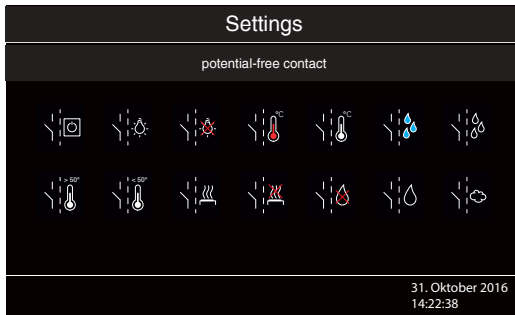 Settings
potential-free contact
°C
°C
> 50°
< 50°
31. Oktober 2016
14:22:38